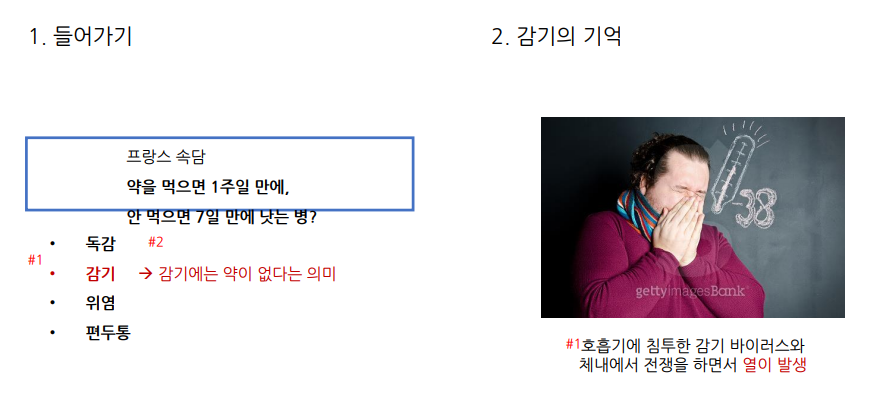 1. 들어가기
프랑스 속담
약을 먹으면 1주일 만에,
안 먹으면 7일 만에 낫는 병?
• 독감 #2
#1 • 감기 → 감기에는 약이 없다는 의미
• 위염
• 편두통
2. 감기의 기억
38
gettyimagesBank
#1호흡기에 침투한 감기 바이러스와
체내에서 전쟁을 하면서 열이 발생